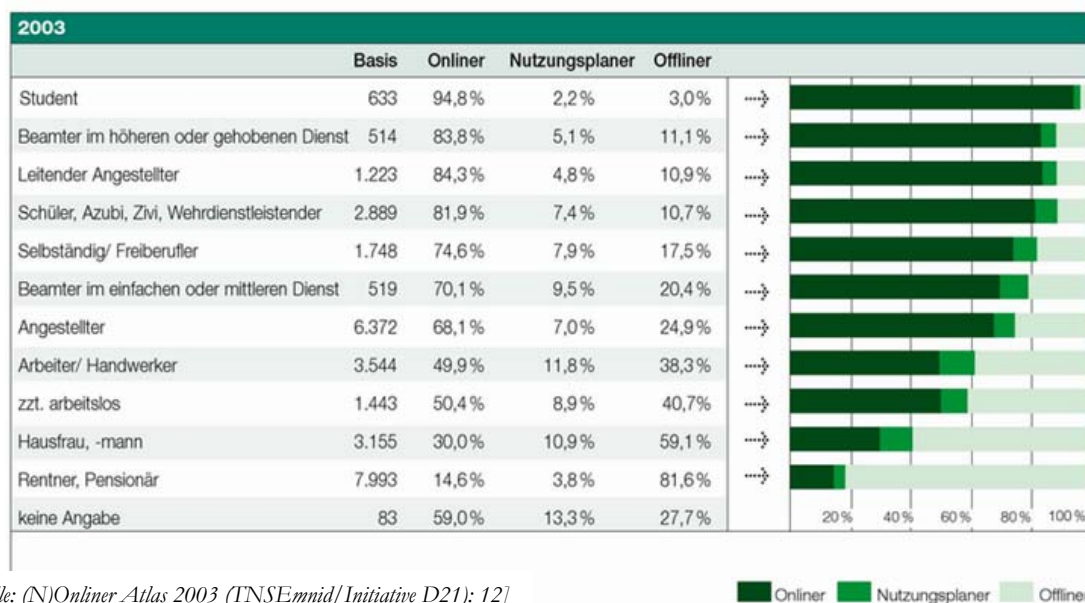 2003
Basis Onliner Nutzungsplaner Offliner
Student 633 94,8% 2,2% 3,0%
Beamter im höheren oder gehobenen Dienst 514 83,8% 5,1% 11,1%
Leitender Angestellter 1.223 84,3% 4,8% 10,9%
Schüler, Azubi, Zivi, Wehrdienstleistender 2.889 81,9% 7,4% 10,7%
Selbständig/ Freiberufler 1.748 74,6% 7,9% 17,5%
Beamter im einfachen oder mittleren Dienst 519 70,1% 9,5% 20,4%
Angestellter 6.372 68,1% 7,0% 24,9%
Arbeiter/ Handwerker 3.544 49,9% 11,8% 38,3%
zzt. arbeitslos 1.443 50,4% 8,9% 40,7%
Hausfrau, -mann 3.155 30,0% 10,9% 59,1%
Rentner, Pensionär 7.993 14,6% 3,8% 81,6%
keine Angabe 83 59,0% 13,3% 27,7%
20% 40% 60% 80% 100%
lle: (N)Onliner Atlas 2003 (TNSEmnid/Initiative D21): 12]
Onliner Nutzungsplaner Offline